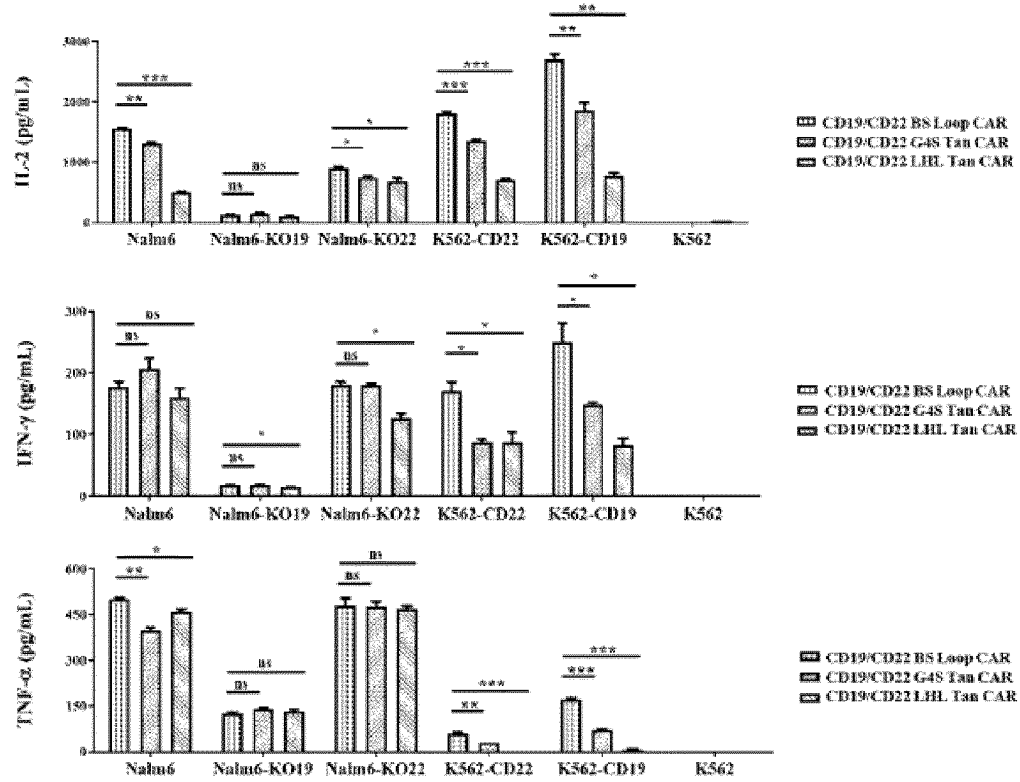 ** 
** 
3000
***
***
***
**
2000
*
*
ns
ns
1000
0
IL-2 (pg/mL)
Nalm6 Nalm6-KO19 Nalm6-KO22 K562-CD22 K562-CD19 K562
CD19/CD22 BS Loop CAR
CD19/CD22 G4S Tan CAR
CD19/CD22 LHL Tan CAR
*
*
300
ns
ns
*
ns
*
*
200
*
ns
100
0
IFN-γ (pg/mL)
Nalm6 Nalm6-KO19 Nalm6-KO22 K562-CD22 K562-CD19 K562
CD19/CD22 BS Loop CAR
CD19/CD22 G4S Tan CAR
CD19/CD22 LHL Tan CAR
*
**
ns
ns
600
450
ns
ns
300
***
***
***
**
150
0
TNF-α (pg/mL)
Nalm6 Nalm6-KO19 Nalm6-KO22 K562-CD22 K562-CD19 K562
CD19/CD22 BS Loop CAR
CD19/CD22 G4S Tan CAR
CD19/CD22 LHL Tan CAR